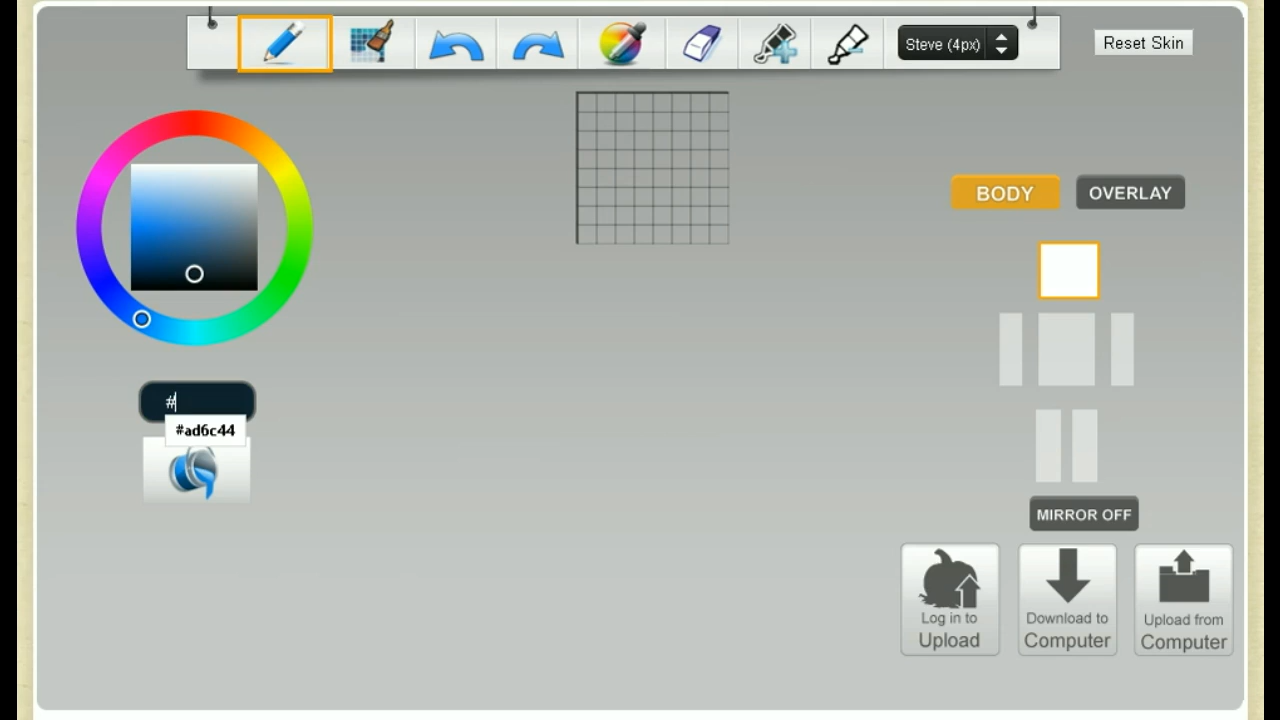 Steve (4px)
Reset Skin
BODY
OVERLAY
#
#ad6c44
MIRROR OFF
Log in to
Upload
Download to
Computer
Upload from
Computer